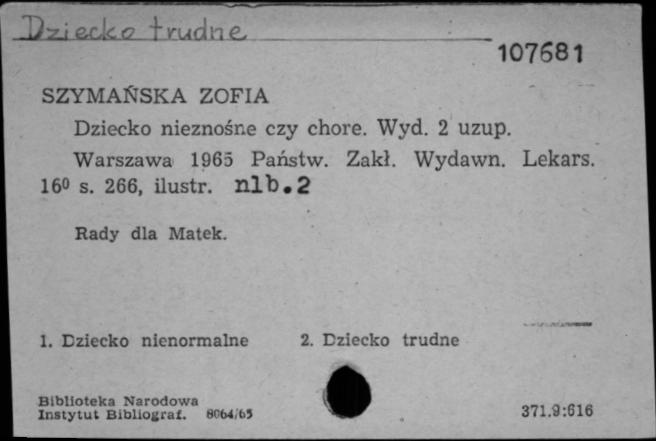 Dziecko trudne
107681
SZYMAŃSKA ZOFIA
Dziecko nieznośne czy chore. Wyd. 2 uzup.
Warszawa 1965 Państw. Zakł. Wydawn. Lekars.
16⁰ s. 266, ilustr. nlb.2
Rady dla Matek.
1. Dziecko nienormalne 2. Dziecko trudne
Biblioteka Narodowa
Instytut Bibliograf. 8064/65
371.9:616